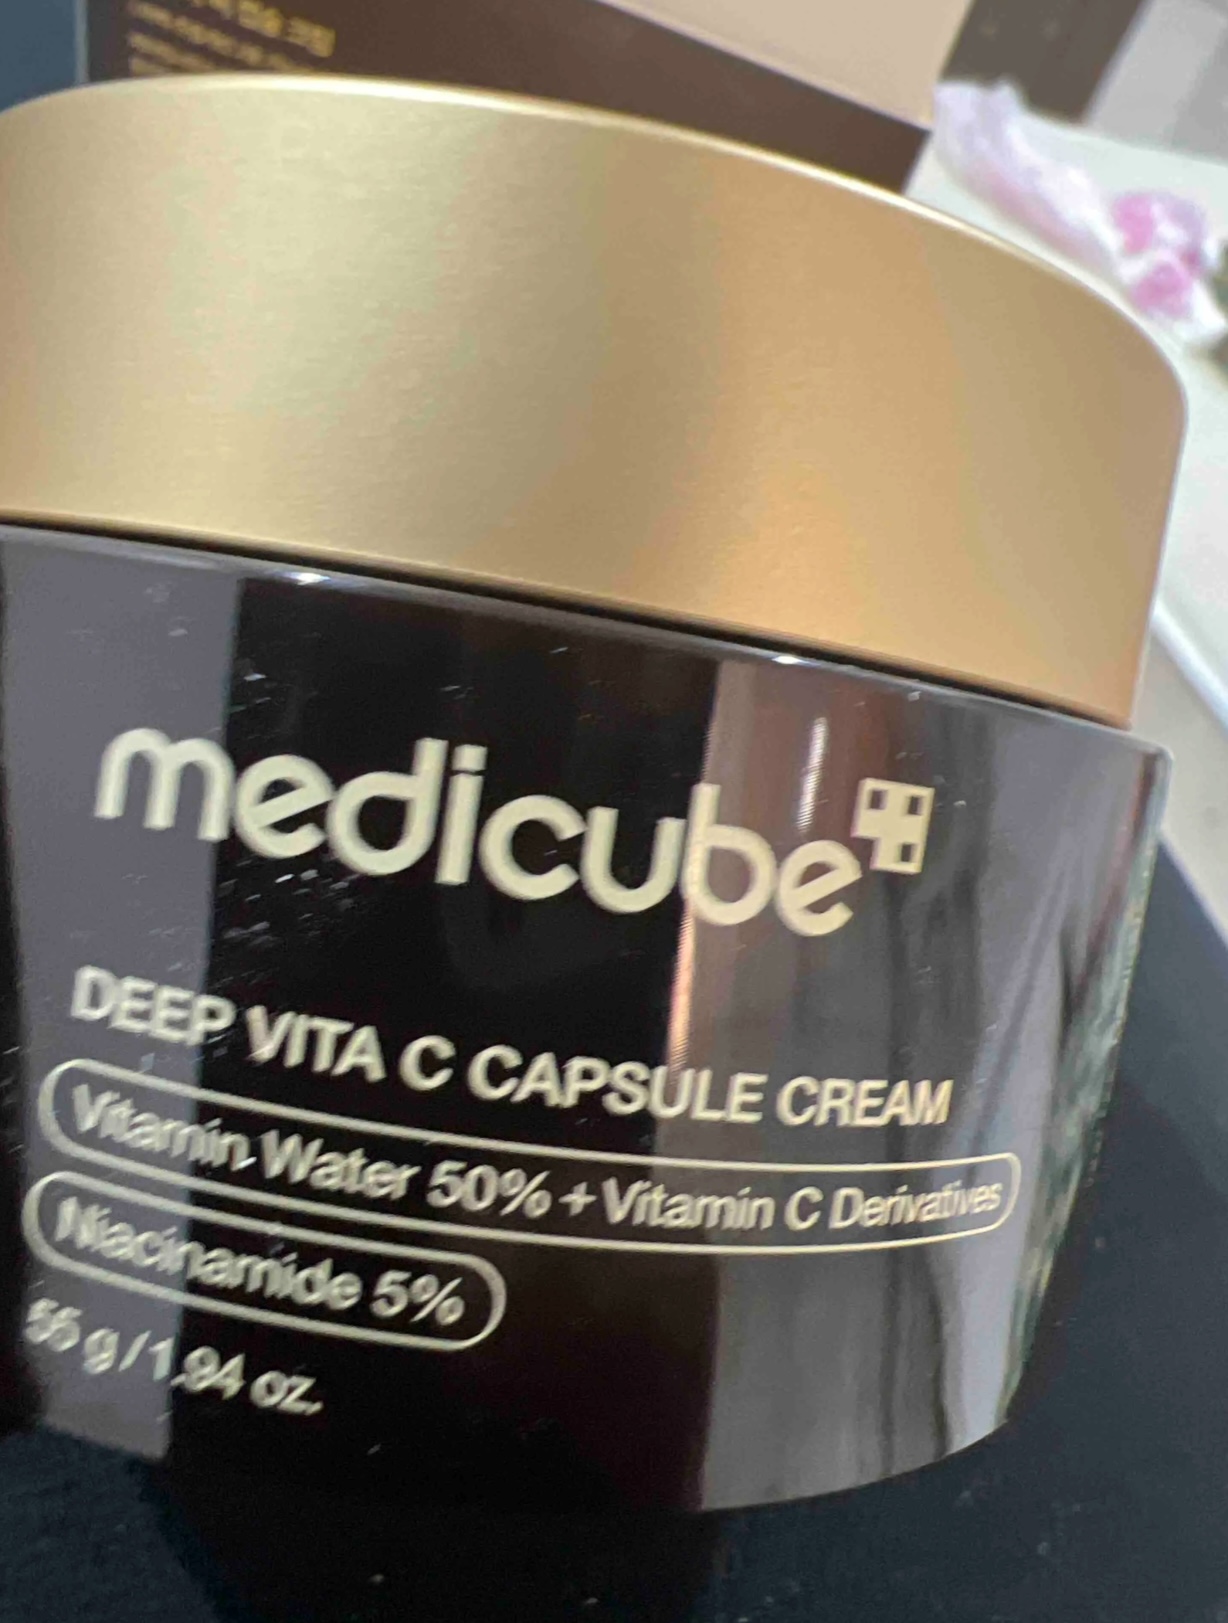 medicube
DEEP VITA C CAPSULE CREAM
Vitamin Water 50% + Vitamin C Derivatives
Niacinamide 5%
55 g / 1.94 oz.